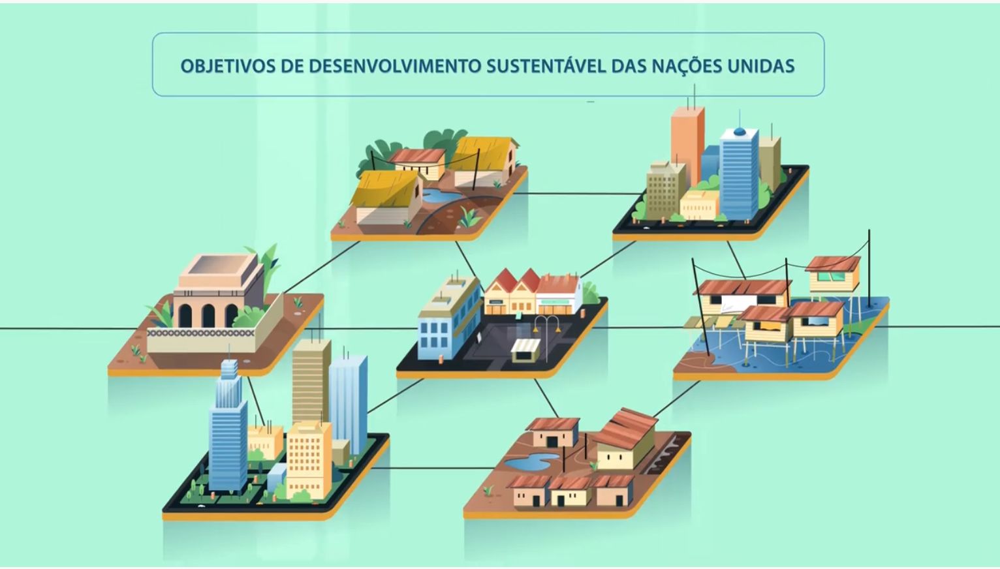 OBJETIVOS DE DESENVOLVIMENTO SUSTENTÁVEL DAS NAÇÕES UNIDAS